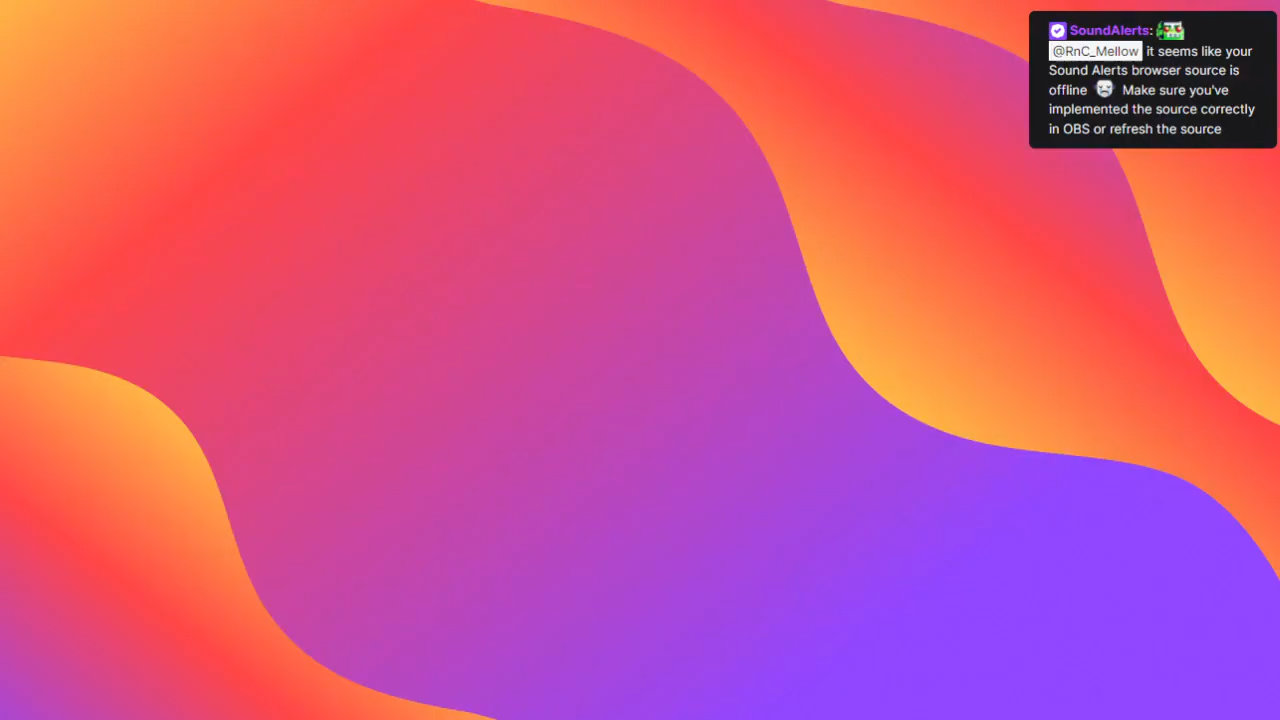 SoundAlerts:
@RnC_Mellow it seems like your
Sound Alerts browser source is
offline Make sure you've
implemented the source correctly
in OBS or refresh the source